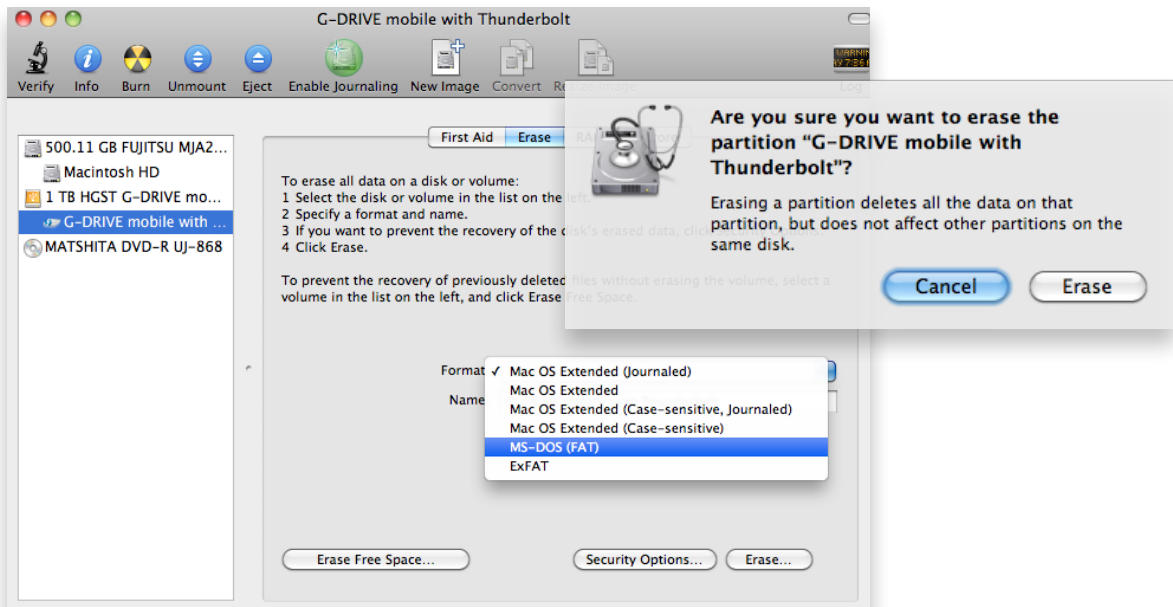 G-DRIVE mobile with Thunderbolt
Verify Info Burn Unmount Eject Enable Journaling New Image Convert Resize Image Log
WARNIN
First Aid Erase RAID
500.11 GB FUJITSU MJA2...
Macintosh HD
1 TB HGST G-DRIVE mo...
G-DRIVE mobile with ...
MATSHITA DVD-R UJ-868
To erase all data on a disk or volume:
1 Select the disk or volume in the list on the left.
2 Specify a format and name.
3 If you want to prevent the recovery of the disk's erased data, click Security Options.
4 Click Erase.
To prevent the recovery of previously deleted files without erasing the volume, select a
volume in the list on the left, and click Erase Free Space.
Format
✓ Mac OS Extended (Journaled)
Mac OS Extended
Name
Mac OS Extended (Case-sensitive, Journaled)
Mac OS Extended (Case-sensitive)
MS-DOS (FAT)
ExFAT
Erase Free Space... Security Options... Erase...
Are you sure you want to erase the
partition “G-DRIVE mobile with
Thunderbolt”?
Erasing a partition deletes all the data on that
partition, but does not affect other partitions on the
same disk.
Cancel Erase